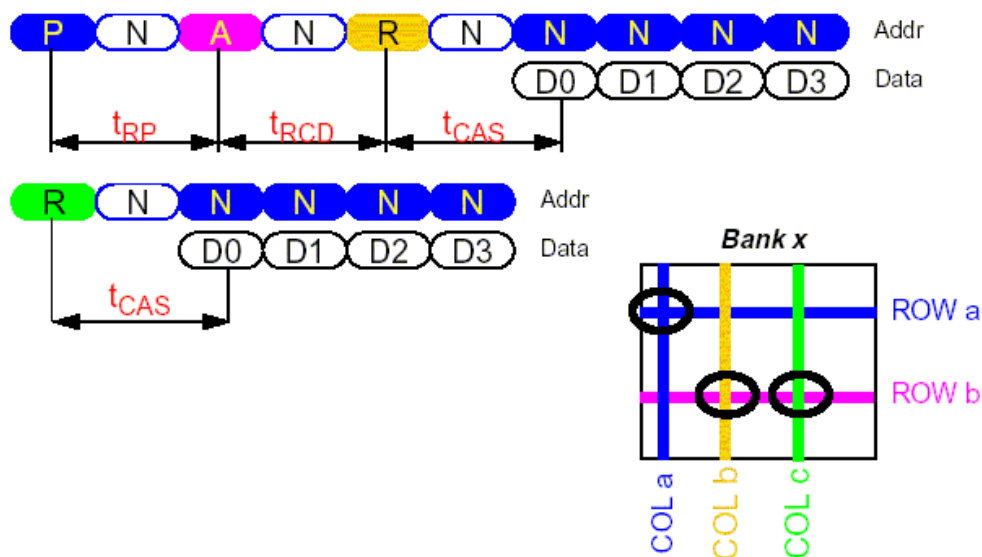 P N A N R N N N N N Addr
D0 D1 D2 D3 Data
tRP tRCD tCAS
R N N N N N Addr
D0 D1 D2 D3 Data
tCAS
Bank x
ROW a
ROW b
COL a
COL b
COL c